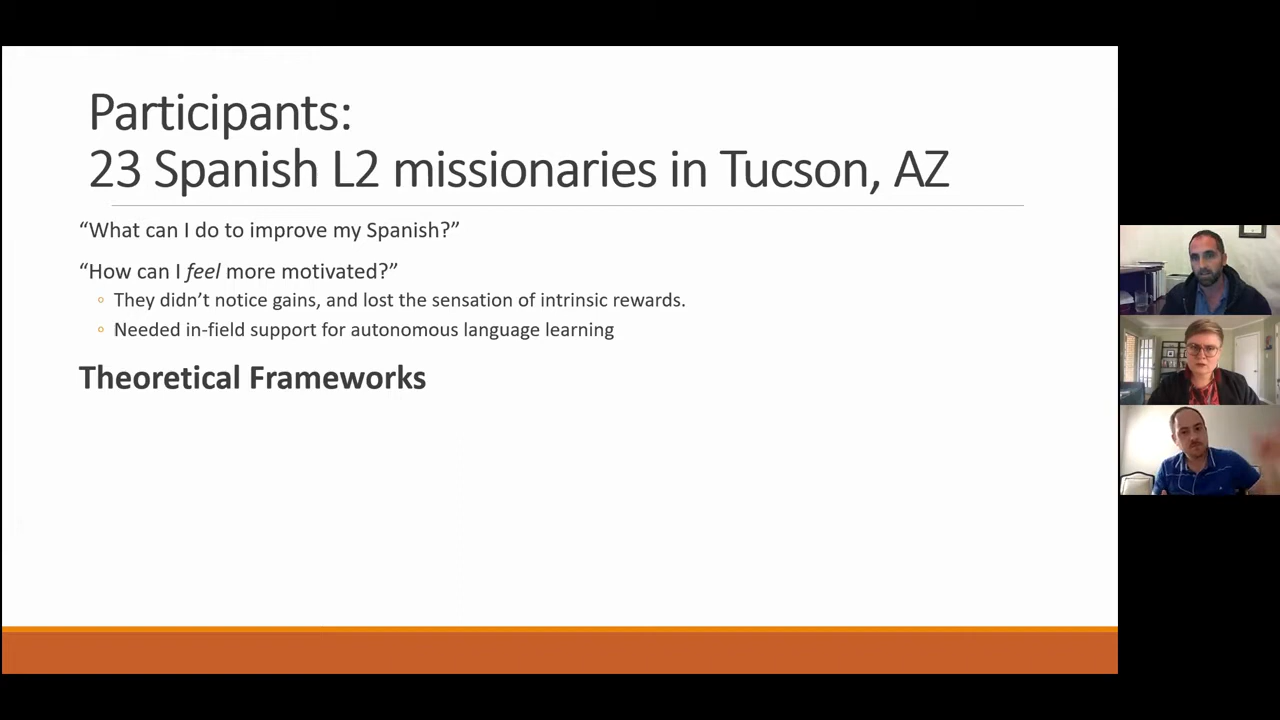 Participants:
23 Spanish L2 missionaries in Tucson, AZ
“What can I do to improve my Spanish?”
“How can I feel more motivated?”
◦ They didn’t notice gains, and lost the sensation of intrinsic rewards.
◦ Needed in-field support for autonomous language learning
Theoretical Frameworks